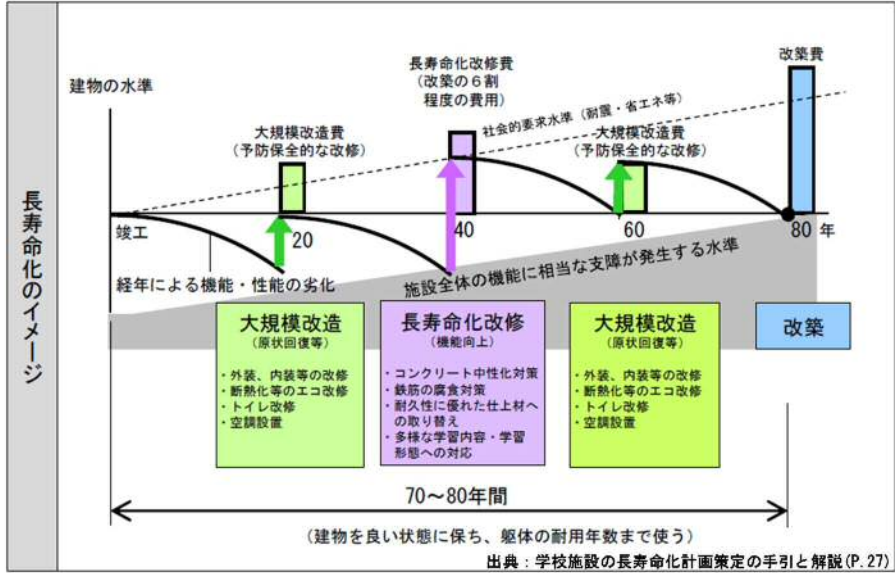 長寿命化のイメージ
建物の水準
大規模改造費
(予防保全的な改修)
長寿命化改修費
(改築の6割
程度の費用)
社会的要求水準(耐震・省エネ等)
大規模改造費
(予防保全的な改修)
改築費
竣工
20
40
60
80 年
経年による機能・性能の劣化
施設全体の機能に相当な支障が発生する水準
大規模改造
(原状回復等)
・外装、内装等の改修
・断熱化等のエコ改修
・トイレ改修
・空調設置
長寿命化改修
(機能向上)
・コンクリート中性化対策
・鉄筋の腐食対策
・耐久性に優れた仕上材へ
の取り替え
・多様な学習内容・学習
形態への対応
大規模改造
(原状回復等)
・外装、内装等の改修
・断熱化等のエコ改修
・トイレ改修
・空調設置
改築
70~80年間
(建物を良い状態に保ち、躯体の耐用年数まで使う)
出典:学校施設の長寿命化計画策定の手引と解説(P.27)